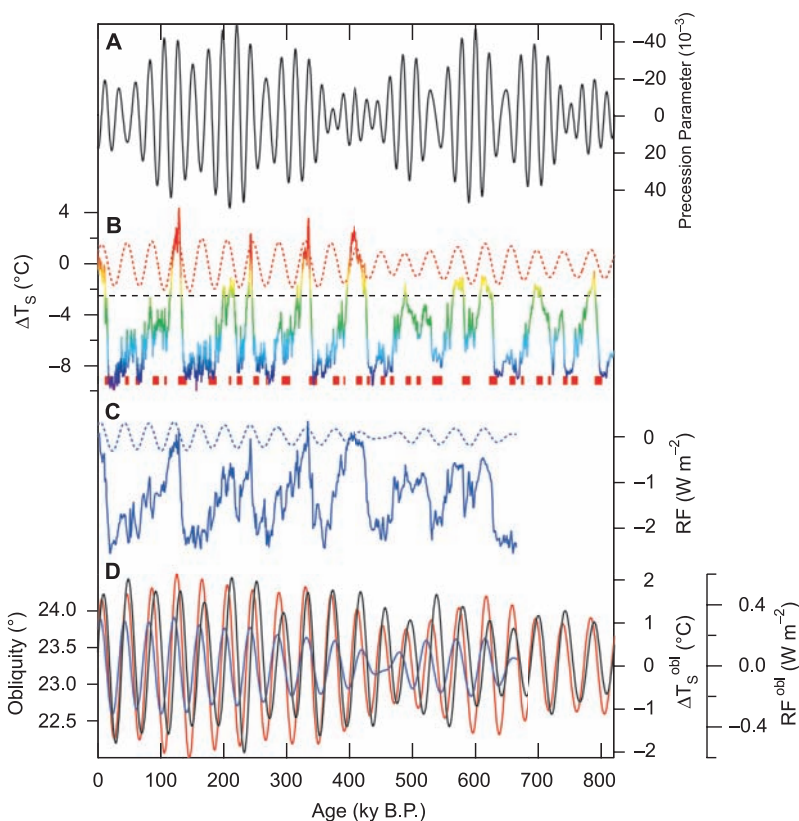 A
−40
−20
0
20
40
Precession Parameter (10⁻³)
B
4
0
−4
−8
ΔT_S (°C)
C
0
−1
−2
RF (W m⁻²)
D
24.0
23.5
23.0
22.5
Obliquity (°)
2
1
0
−1
−2
ΔT_S^obl (°C)
0.4
0.0
−0.4
RF^obl (W m⁻²)
0 100 200 300 400 500 600 700 800
Age (ky B.P.)